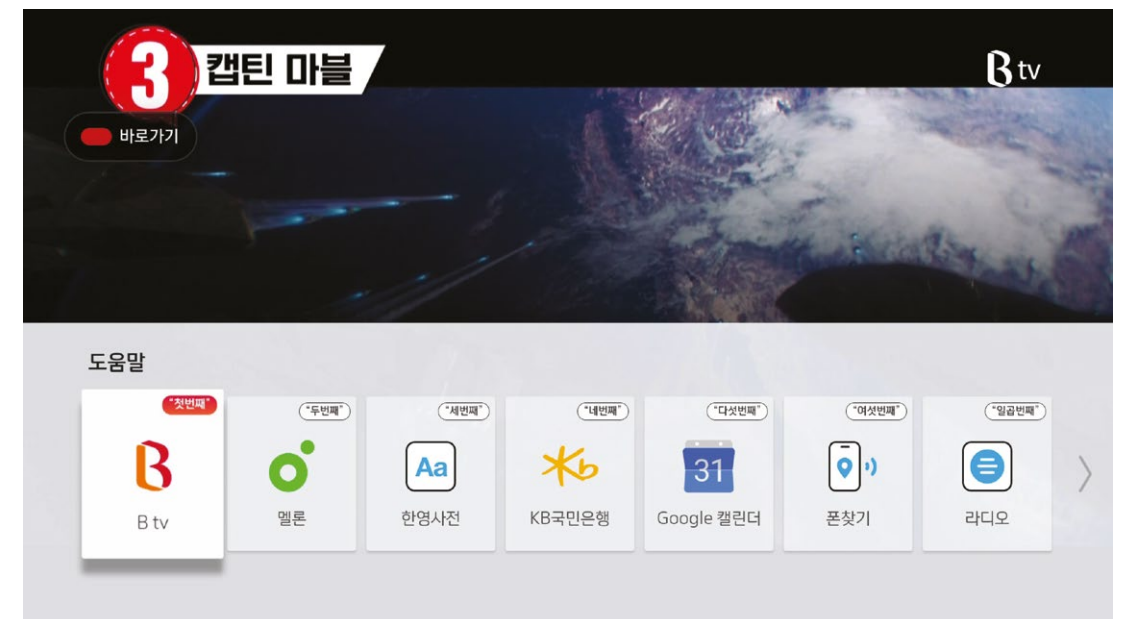 3 캡틴 마블
B tv
바로가기
도움말
"첫번째"
B tv
"두번째"
멜론
"세번째"
Aa
한영사전
"네번째"
Kb
KB국민은행
"다섯번째"
31
Google 캘린더
"여섯번째"
폰찾기
"일곱번째"
라디오